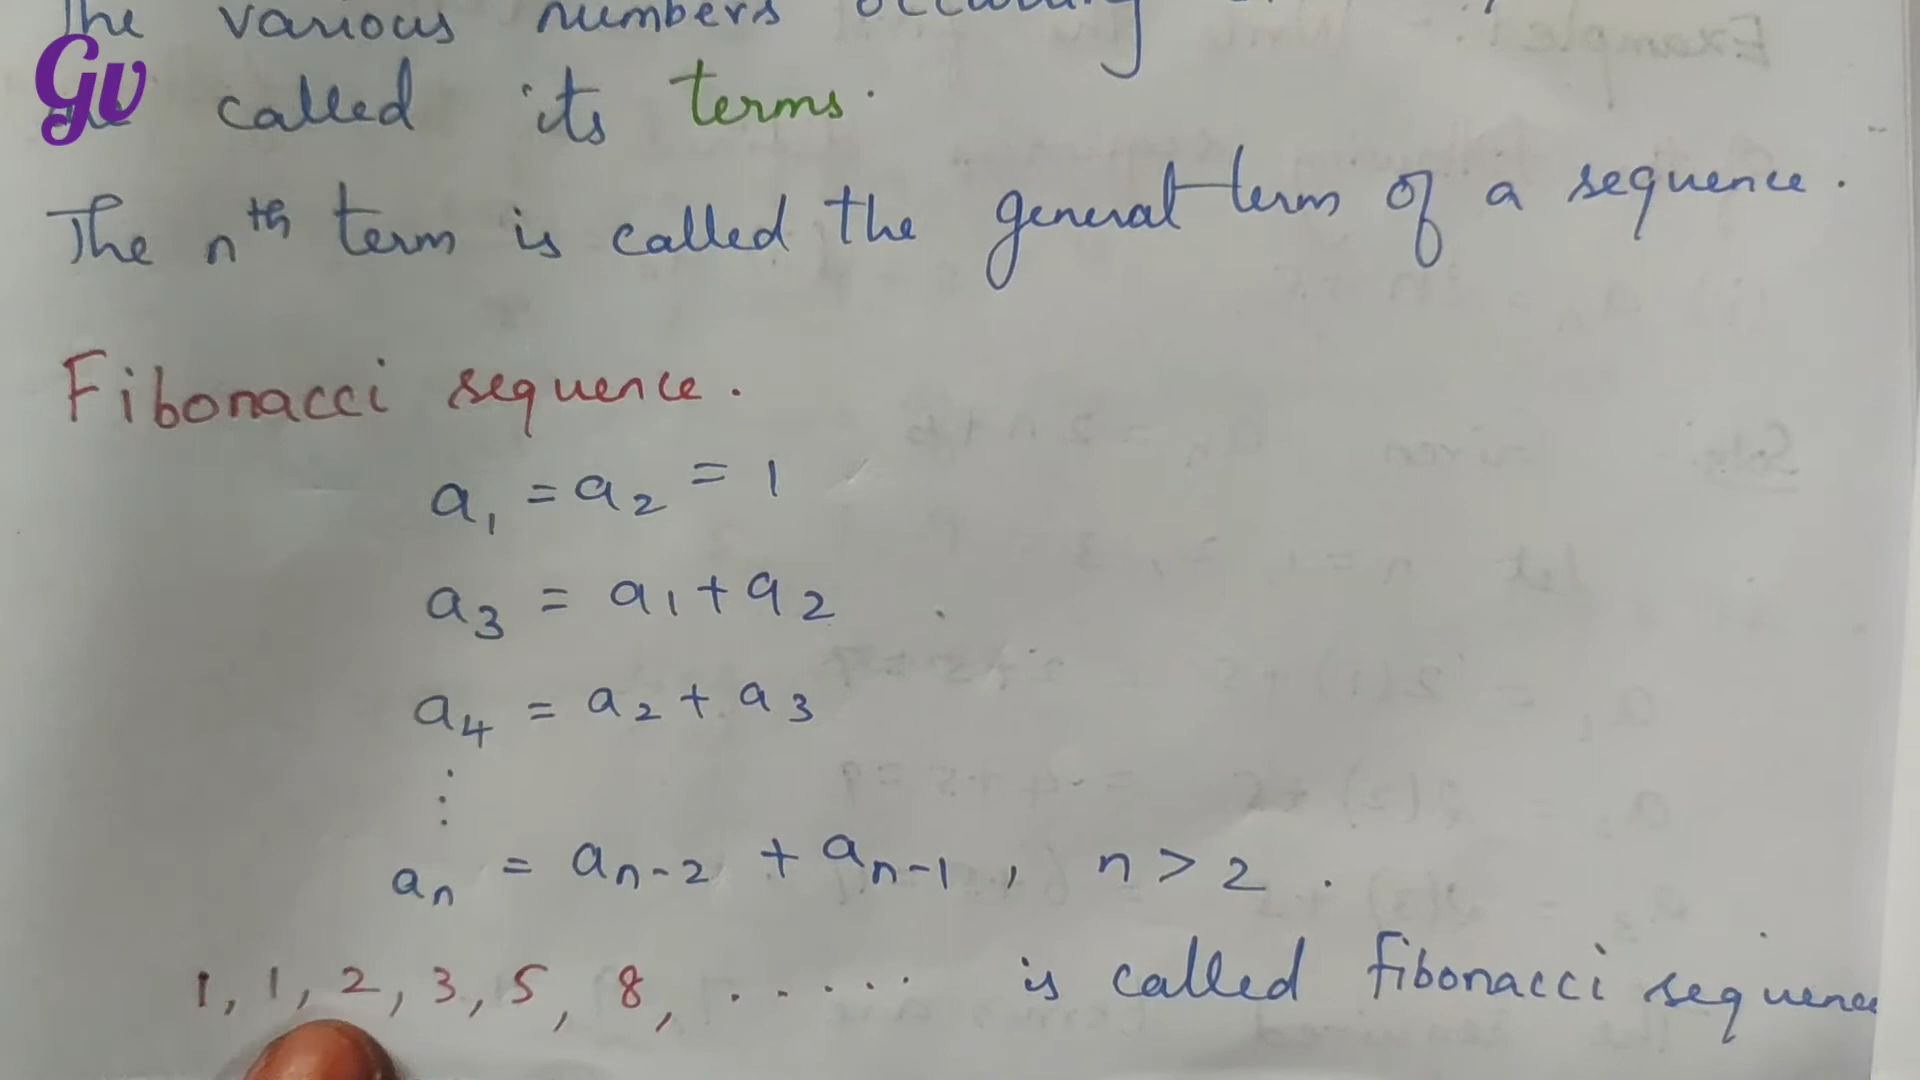 The various numbers occurring
Gv
called its terms.
The nth term is called the general term of a sequence.
Fibonacci sequence.
a1 = a2 = 1
a3 = a1 + a2
a4 = a2 + a3
⋮
an = an-2 + an-1, n > 2.
1, 1, 2, 3, 5, 8, ...... is called Fibonacci sequence